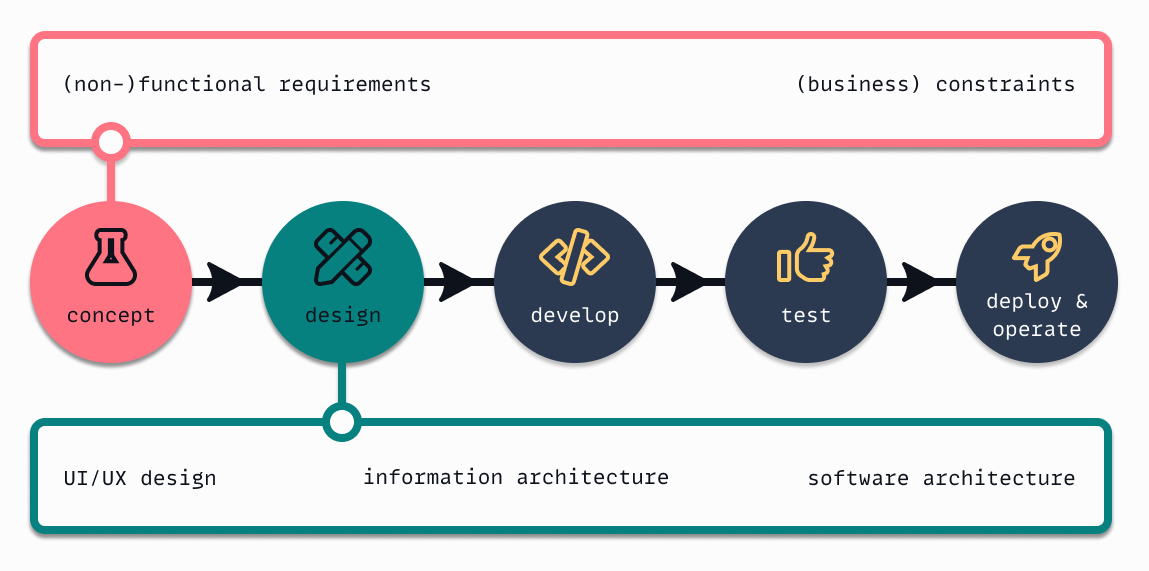 (non-)functional requirements
(business) constraints
concept
design
develop
test
deploy &
operate
UI/UX design
information architecture
software architecture